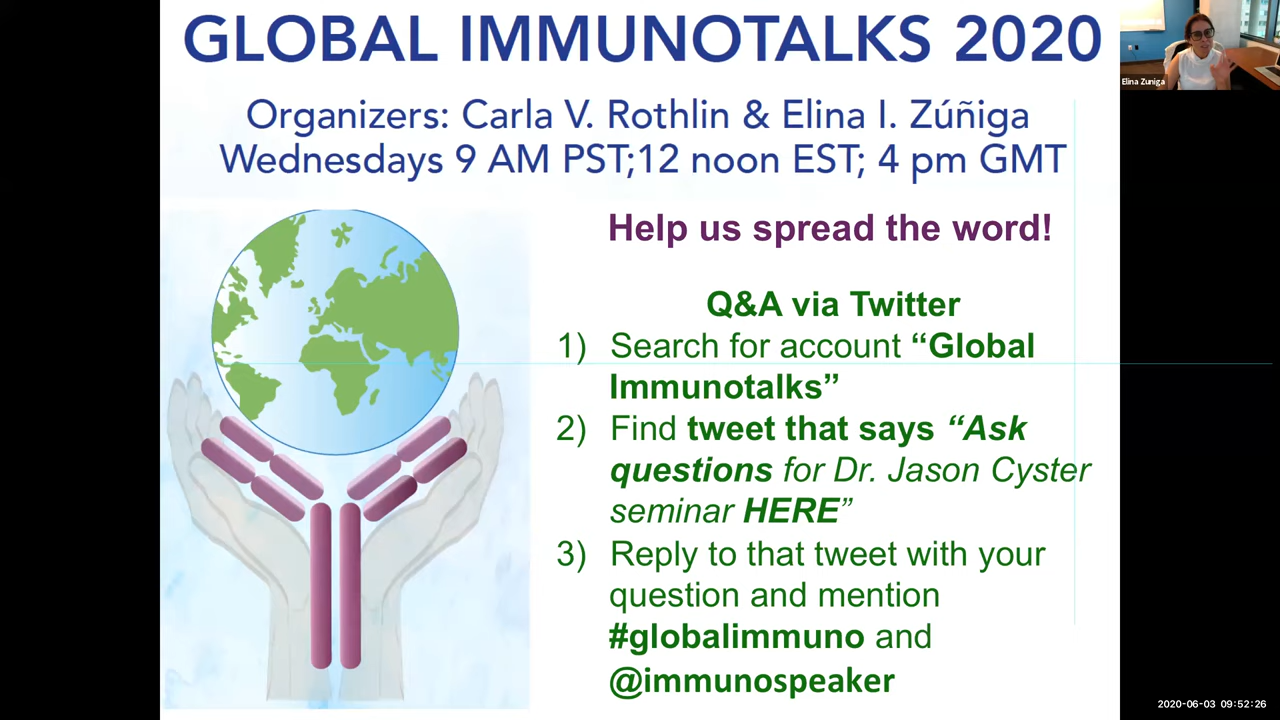 GLOBAL IMMUNOTALKS 2020
Organizers: Carla V. Rothlin & Elina I. Zúñiga
Wednesdays 9 AM PST;12 noon EST; 4 pm GMT
Elina Zuniga
Help us spread the word!
Q&A via Twitter
1) Search for account “Global
Immunotalks”
2) Find tweet that says “Ask
questions for Dr. Jason Cyster
seminar HERE”
3) Reply to that tweet with your
question and mention
#globalimmuno and
@immunospeaker
2020-06-03 09:52:26